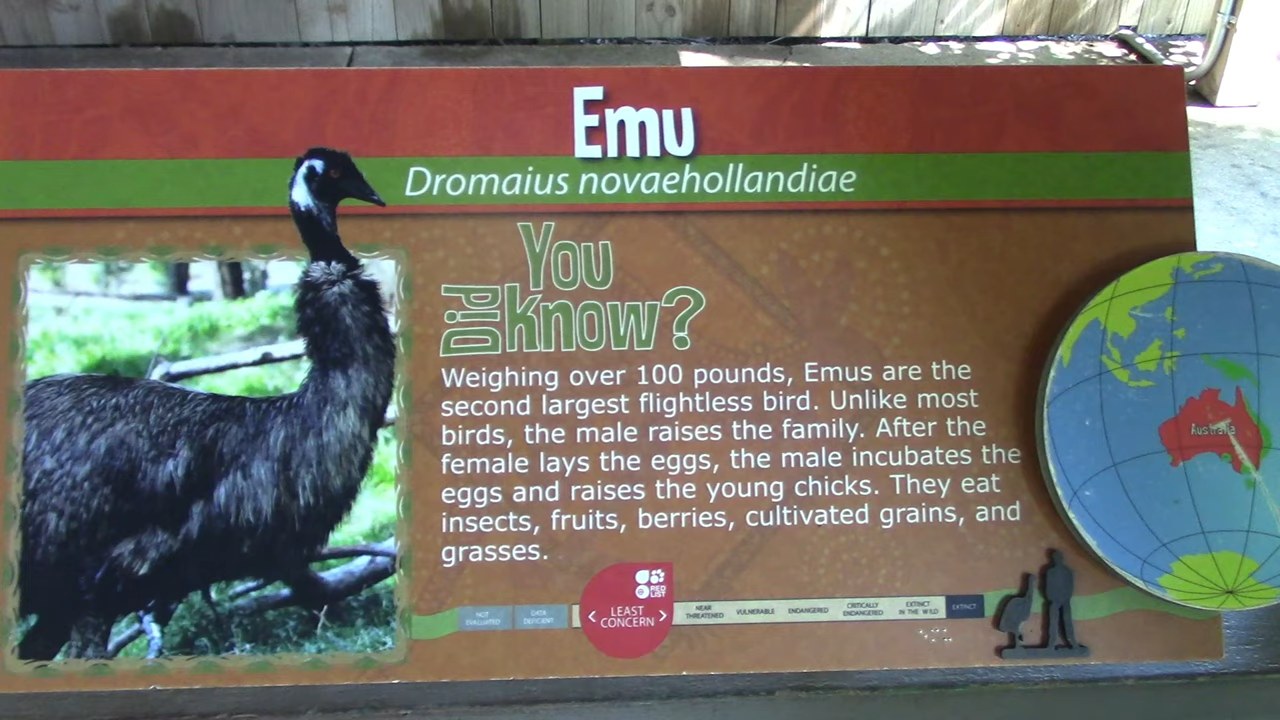 Emu
Dromaius novaehollandiae
Did You Know?
Weighing over 100 pounds, Emus are the
second largest flightless bird. Unlike most
birds, the male raises the family. After the
female lays the eggs, the male incubates the
eggs and raises the young chicks. They eat
insects, fruits, berries, cultivated grains, and
grasses.
Australia
RED
LIST
NOT
EVALUATED
DATA
DEFICIENT
< LEAST
CONCERN >
NEAR
THREATENED
VULNERABLE
ENDANGERED
CRITICALLY
ENDANGERED
EXTINCT
IN THE WILD
EXTINCT